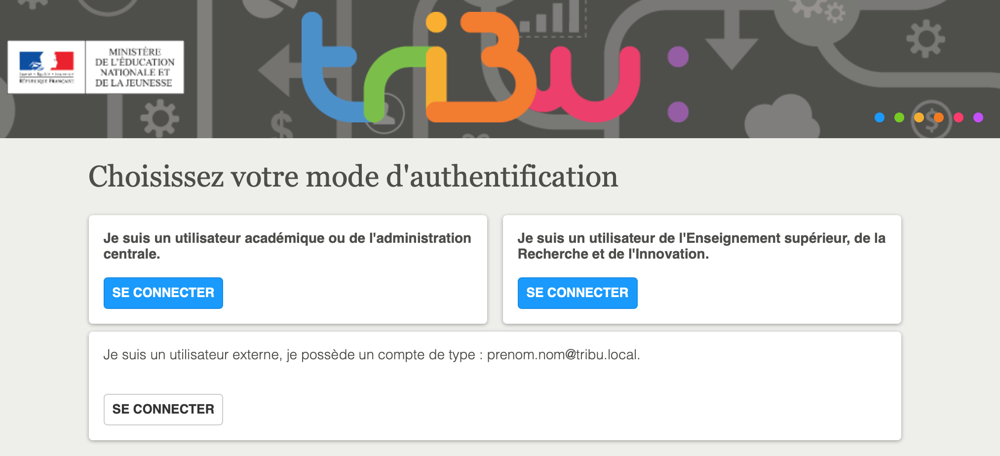 MINISTÈRE
DE L'ÉDUCATION
NATIONALE ET
DE LA JEUNESSE
RÉPUBLIQUE FRANÇAISE
triBu
Choisissez votre mode d'authentification
Je suis un utilisateur académique ou de l'administration
centrale.
SE CONNECTER
Je suis un utilisateur de l'Enseignement supérieur, de la
Recherche et de l'Innovation.
SE CONNECTER
Je suis un utilisateur externe, je possède un compte de type : prenom.nom@tribu.local.
SE CONNECTER